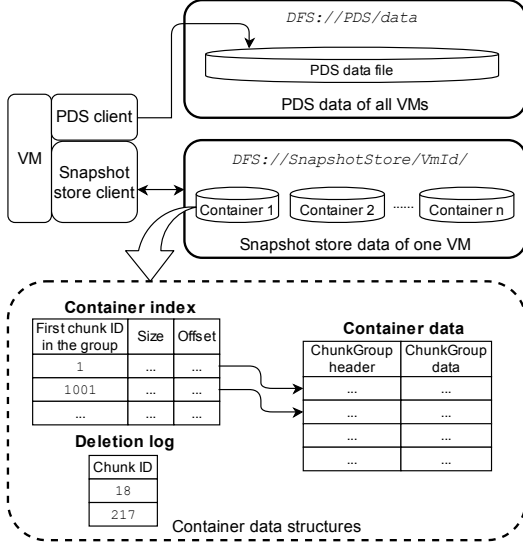 DFS://PDS/data
PDS data file
PDS data of all VMs
VM
PDS client
Snapshot
store client
DFS://SnapshotStore/VmId/
Container 1
Container 2
......
Container n
Snapshot store data of one VM
Container index
First chunk ID
in the group
Size
Offset
1
...
...
1001
...
...
...
...
...
Container data
ChunkGroup
header
ChunkGroup
data
...
...
...
...
...
...
...
...
Deletion log
Chunk ID
18
217
Container data structures